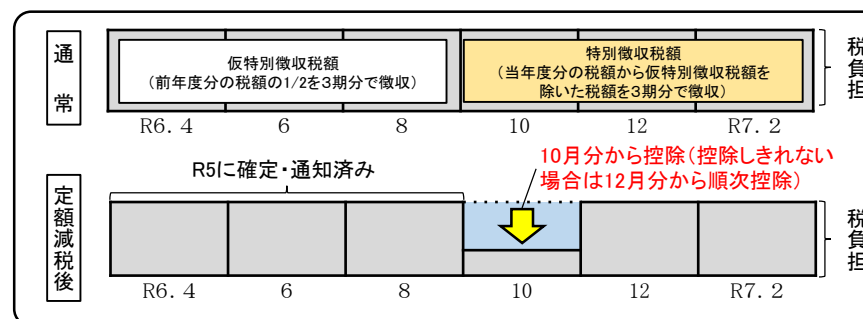 通常
仮特別徴収税額
(前年度分の税額の1/2を3期分で徴収)
特別徴収税額
(当年度分の税額から仮特別徴収税額を
除いた税額を3期分で徴収)
税負担
R6.4 6 8 10 12 R7.2
R5に確定・通知済み
10月分から控除(控除しきれない
場合は12月分から順次控除)
定額減税後
税負担
R6.4 6 8 10 12 R7.2